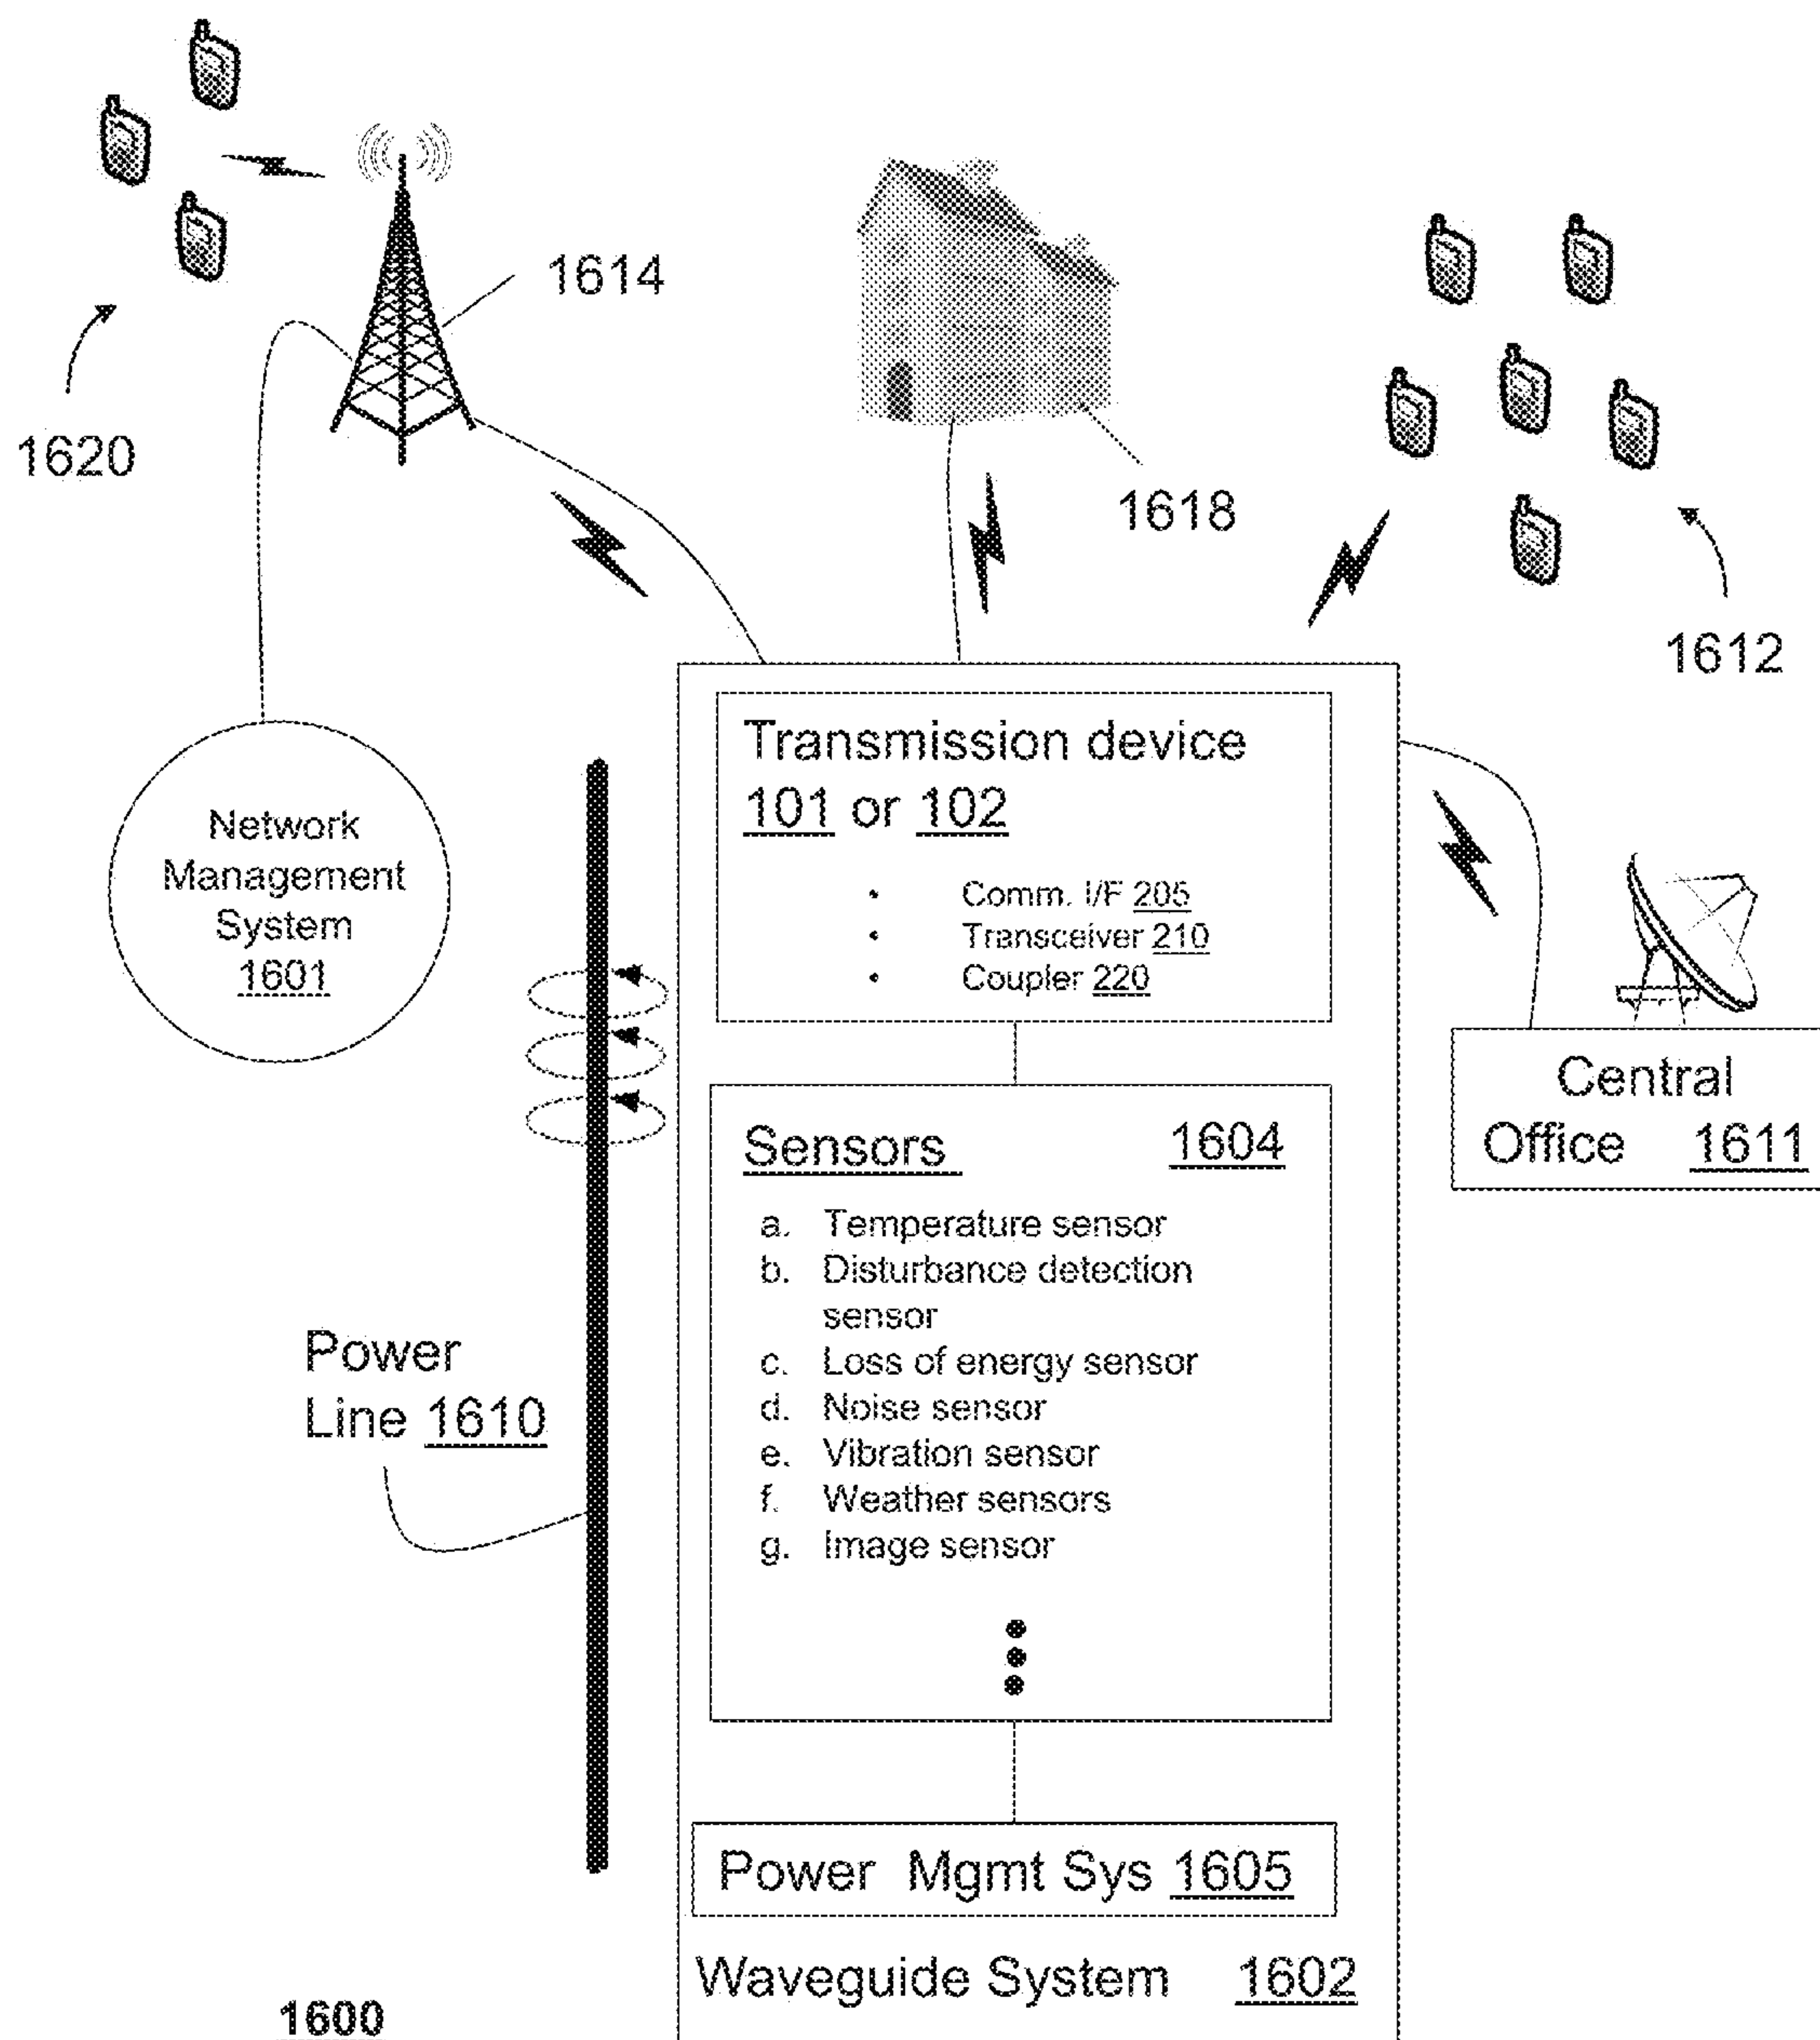 1614
1620
1618
1612
Transmission device
101 or 102
• Comm. I/F 205
• Transceiver 210
• Coupler 220
Network
Management
System
1601
Central
Office 1611
Sensors 1604
a. Temperature sensor
b. Disturbance detection
sensor
c. Loss of energy sensor
d. Noise sensor
e. Vibration sensor
f. Weather sensors
g. Image sensor
Power
Line 1610
Power Mgmt Sys 1605
Waveguide System 1602
1600